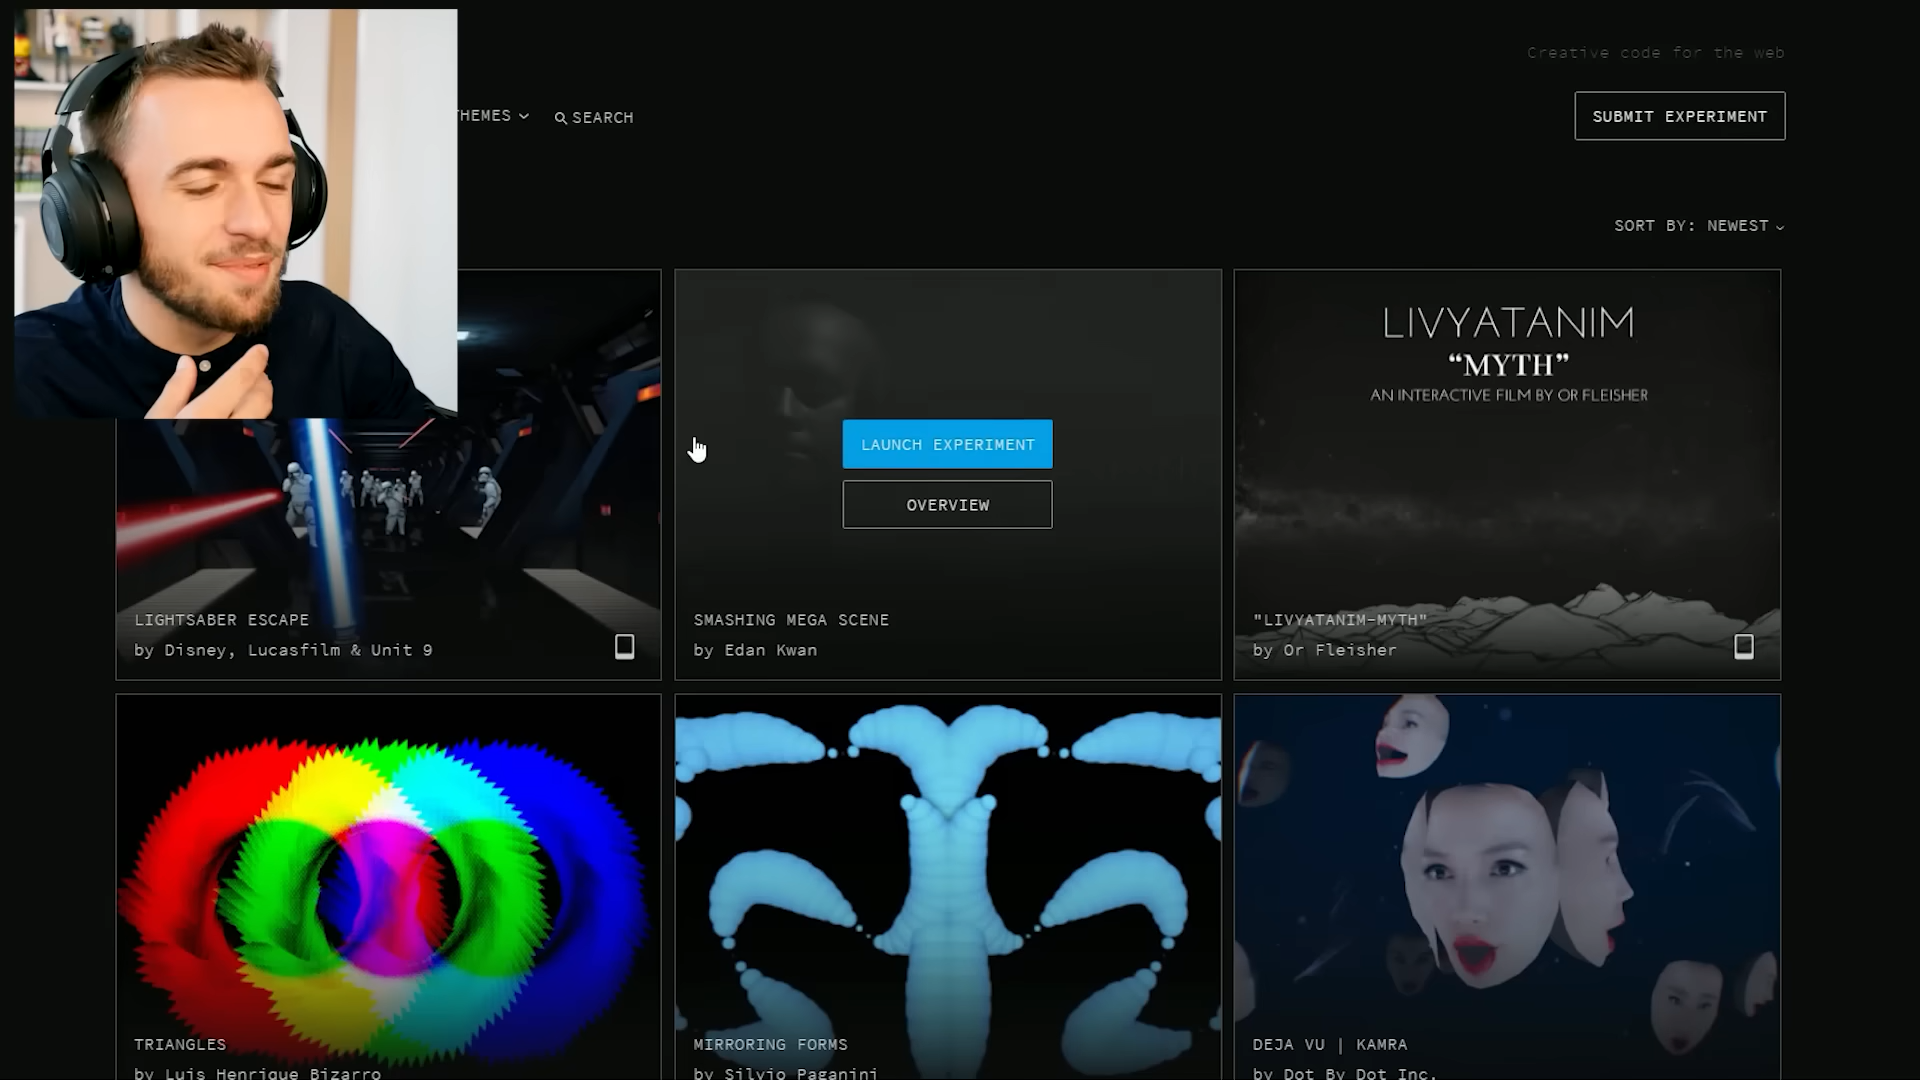 Creative code for the web
THEMES
SEARCH
SUBMIT EXPERIMENT
SORT BY: NEWEST
LIGHTSABER ESCAPE
by Disney, Lucasfilm & Unit 9
LAUNCH EXPERIMENT
OVERVIEW
SMASHING MEGA SCENE
by Edan Kwan
LIVYATANIM
“MYTH”
AN INTERACTIVE FILM BY OR FLEISHER
"LIVYATANIM-MYTH"
by Or Fleisher
TRIANGLES
by Luis Henrique Bizarro
MIRRORING FORMS
by Silvio Paganini
DEJA VU | KAMRA
by Dot By Dot Inc.